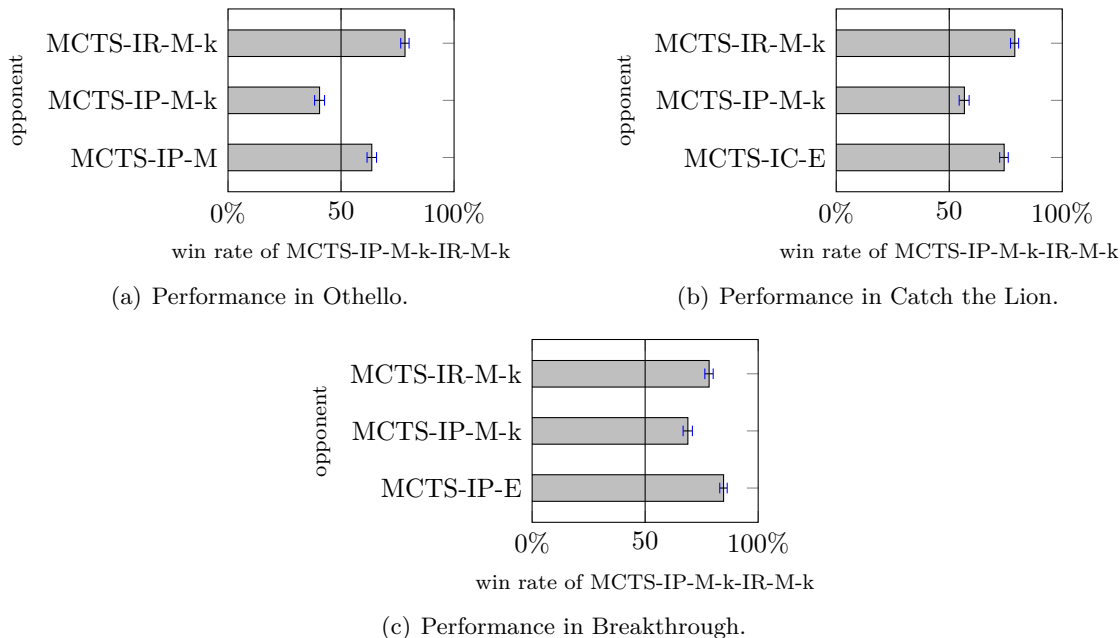 opponent
MCTS-IR-M-k
MCTS-IP-M-k
MCTS-IP-M
0% 50 100%
win rate of MCTS-IP-M-k-IR-M-k
(a) Performance in Othello.
opponent
MCTS-IR-M-k
MCTS-IP-M-k
MCTS-IC-E
0% 50 100%
win rate of MCTS-IP-M-k-IR-M-k
(b) Performance in Catch the Lion.
opponent
MCTS-IR-M-k
MCTS-IP-M-k
MCTS-IP-E
0% 50 100%
win rate of MCTS-IP-M-k-IR-M-k
(c) Performance in Breakthrough.